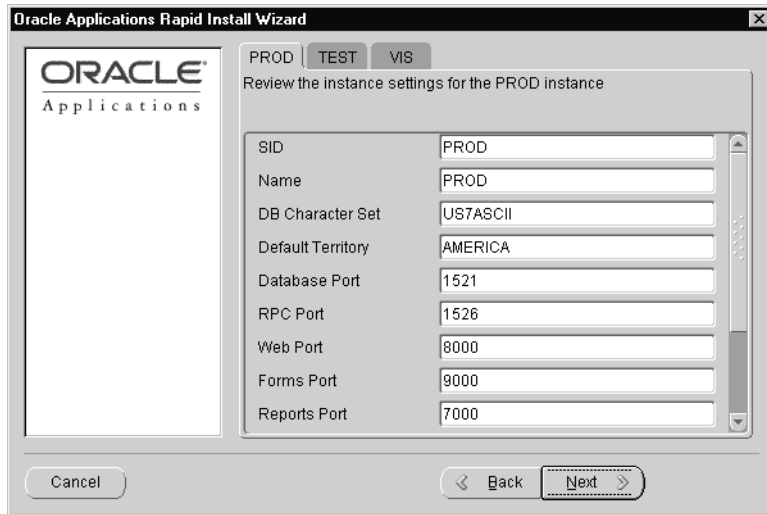 Oracle Applications Rapid Install Wizard
ORACLE
Applications
PROD TEST VIS
Review the instance settings for the PROD instance
SID PROD
Name PROD
DB Character Set US7ASCII
Default Territory AMERICA
Database Port 1521
RPC Port 1526
Web Port 8000
Forms Port 9000
Reports Port 7000
Cancel Back Next